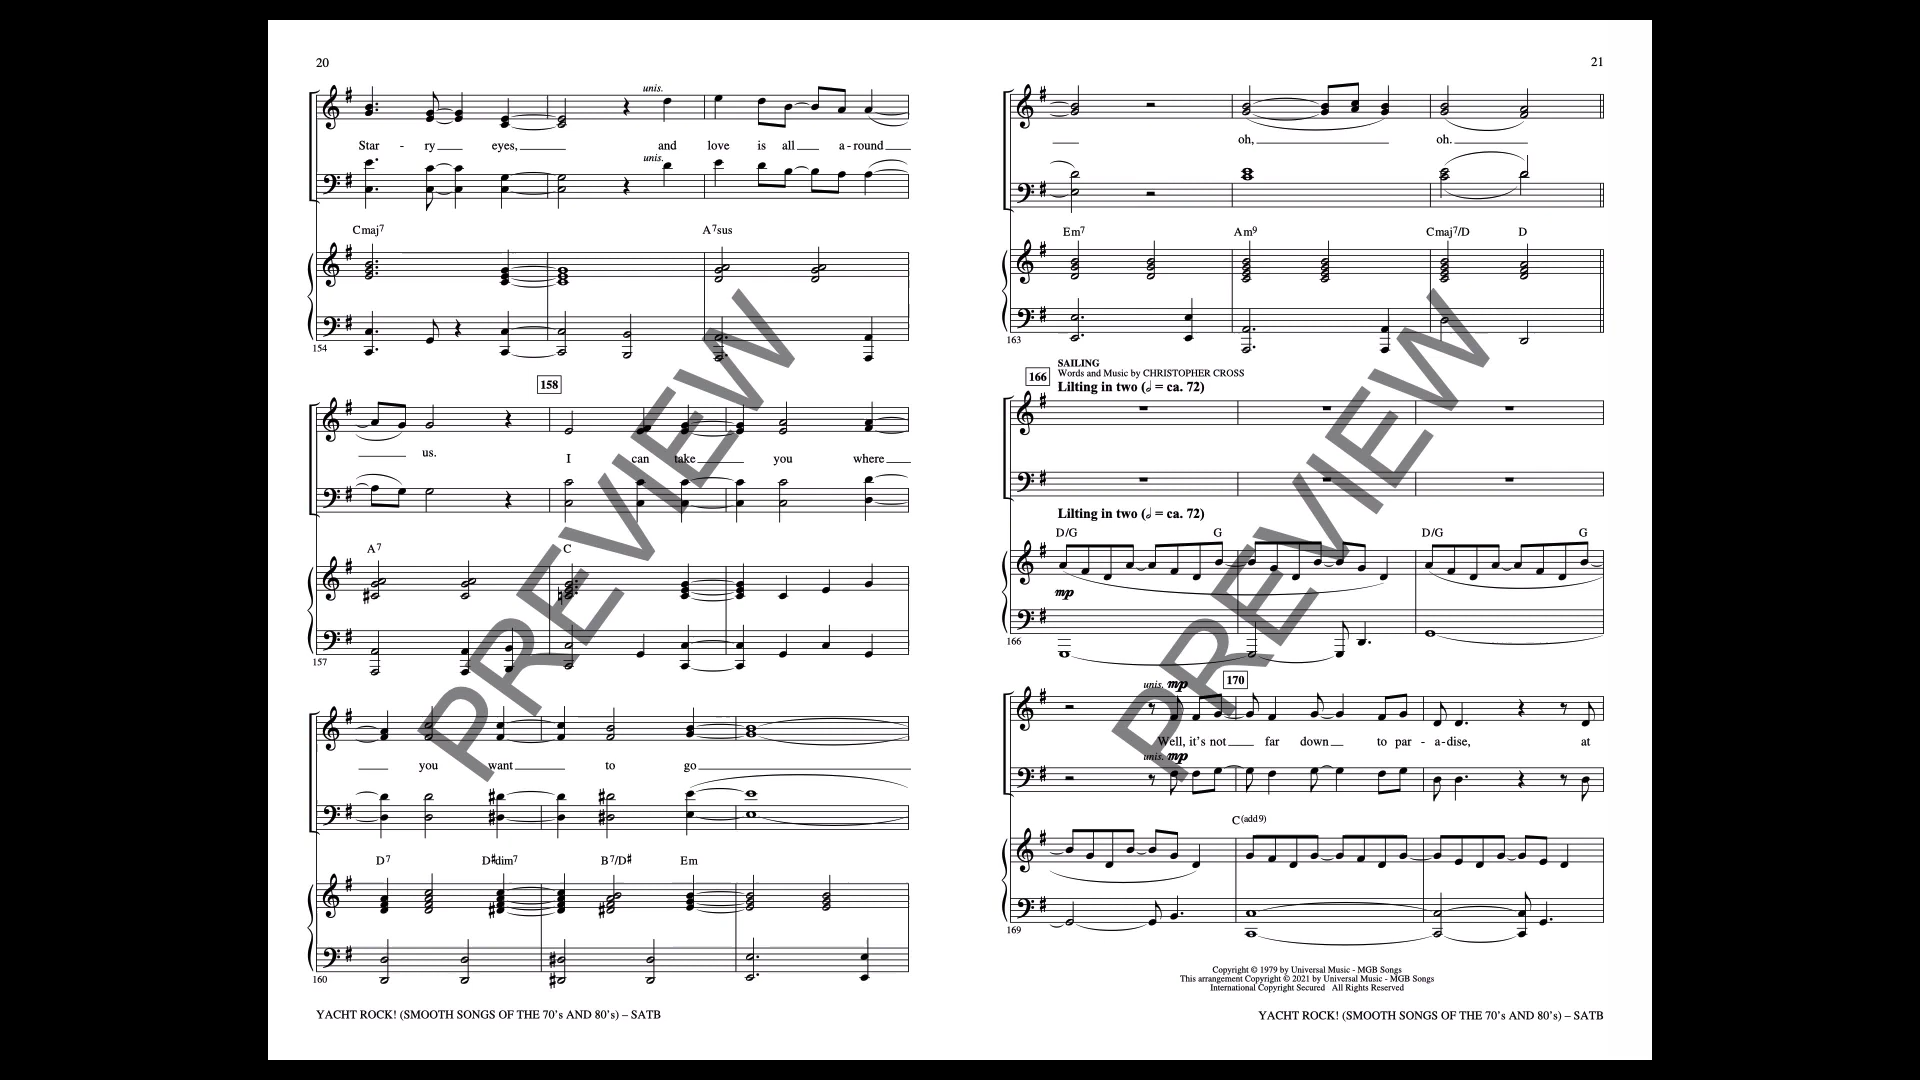 20
unis.
Star - ry eyes, and love is all a - round
unis.
Cmaj7 A7sus
154
158
us. I can take you where
A7 C
157
you want to go
D7 D♯dim7 B7/D♯ Em
160
YACHT ROCK! (SMOOTH SONGS OF THE 70's AND 80's) – SATB
PREVIEW
21
oh, oh.
Em7 Am9 Cmaj7/D D
163
SAILING
166 Words and Music by CHRISTOPHER CROSS
Lilting in two (𝅗𝅥 = ca. 72)
Lilting in two (𝅗𝅥 = ca. 72)
D/G G D/G G
mp
166
unis. mp 170
Well, it's not far down to par - a - dise, at
unis. mp
C(add9)
169
Copyright © 1979 by Universal Music - MGB Songs
This arrangement Copyright © 2021 by Universal Music - MGB Songs
International Copyright Secured All Rights Reserved
YACHT ROCK! (SMOOTH SONGS OF THE 70's AND 80's) – SATB
PREVIEW